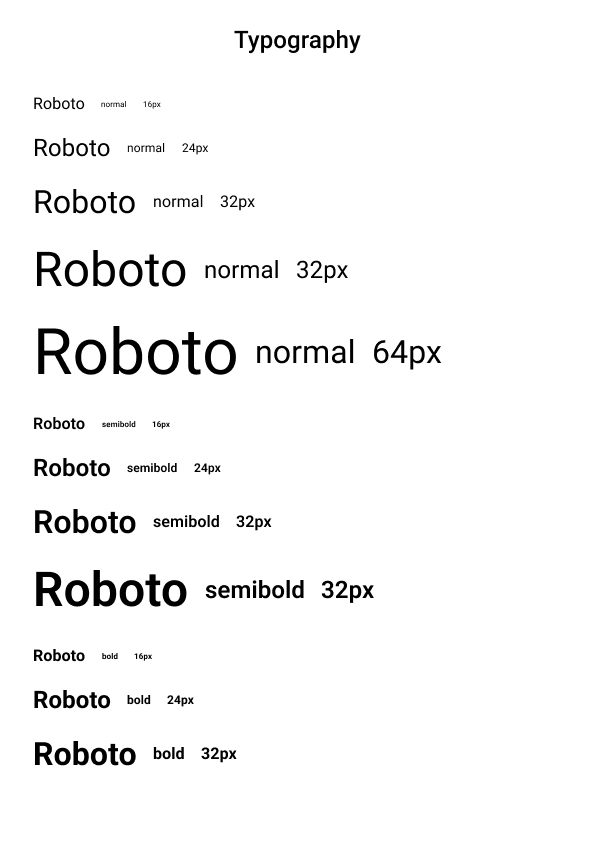 Typography
Roboto normal 16px
Roboto normal 24px
Roboto normal 32px
Roboto normal 32px
Roboto normal 64px
Roboto semibold 16px
Roboto semibold 24px
Roboto semibold 32px
Roboto semibold 32px
Roboto bold 16px
Roboto bold 24px
Roboto bold 32px